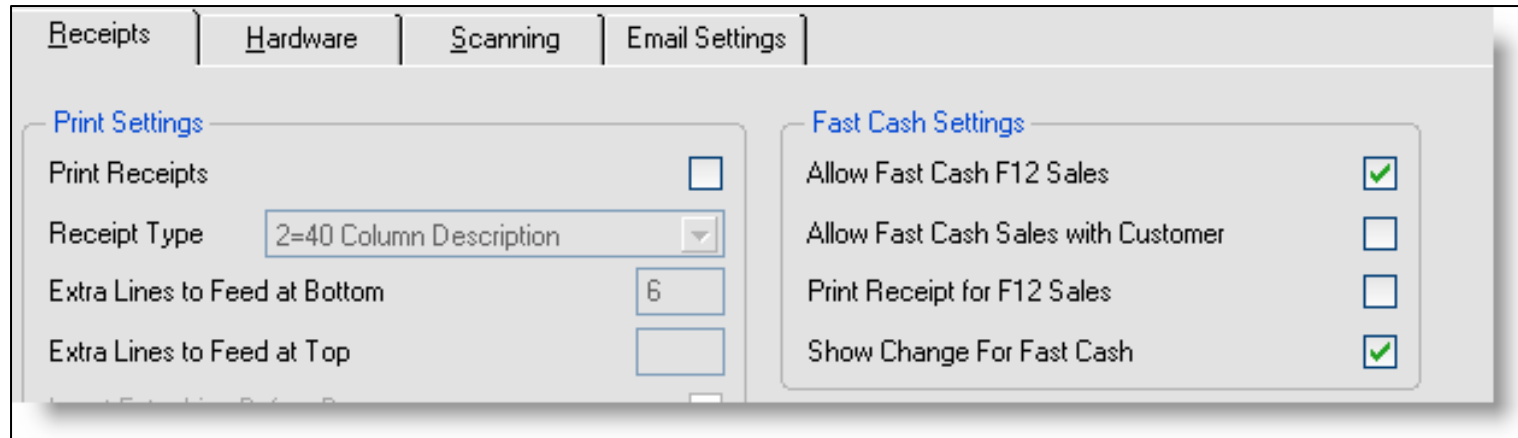 Receipts Hardware Scanning Email Settings
Print Settings
Print Receipts
Receipt Type 2=40 Column Description
Extra Lines to Feed at Bottom 6
Extra Lines to Feed at Top
Fast Cash Settings
Allow Fast Cash F12 Sales
Allow Fast Cash Sales with Customer
Print Receipt for F12 Sales
Show Change For Fast Cash